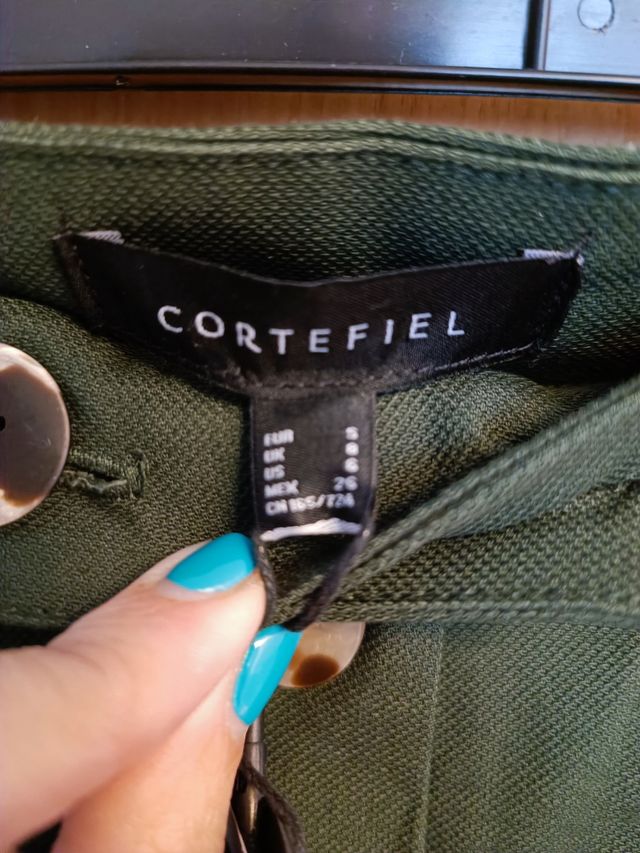 CORTEFIEL
EUR S
UK 8
US 6
MEX 26
CN 165/72A